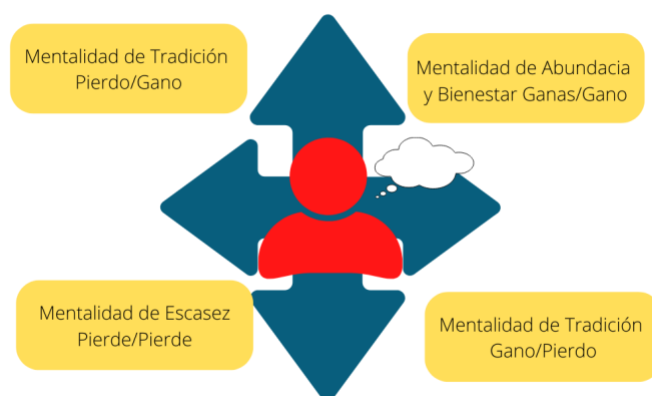 Mentalidad de Tradición
Pierdo/Gano
Mentalidad de Abundacia
y Bienestar Ganas/Gano
Mentalidad de Escasez
Pierde/Pierde
Mentalidad de Tradición
Gano/Pierdo